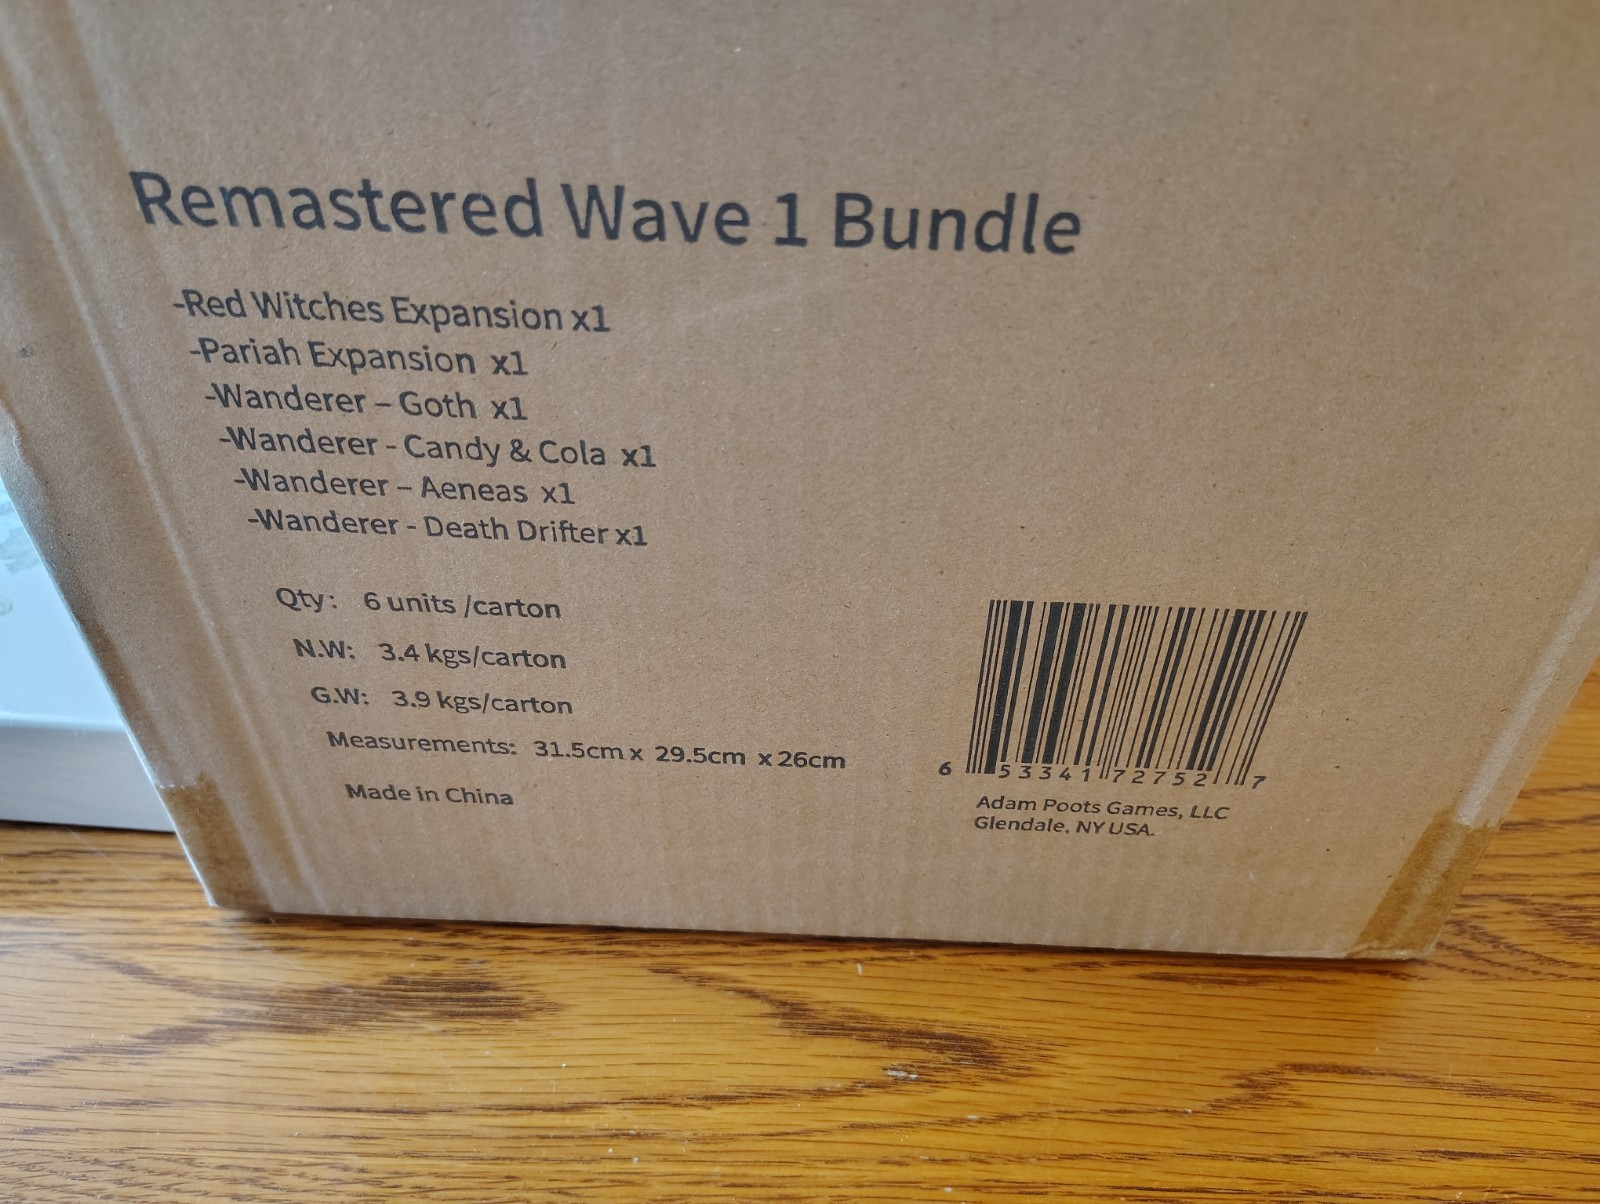 Remastered Wave 1 Bundle
-Red Witches Expansion x1
-Pariah Expansion x1
-Wanderer – Goth x1
-Wanderer - Candy & Cola x1
-Wanderer – Aeneas x1
-Wanderer - Death Drifter x1
Qty: 6 units /carton
N.W: 3.4 kgs/carton
G.W: 3.9 kgs/carton
Measurements: 31.5cm x 29.5cm x 26cm
Made in China
6 53341 72752 7
Adam Poots Games, LLC
Glendale, NY USA.